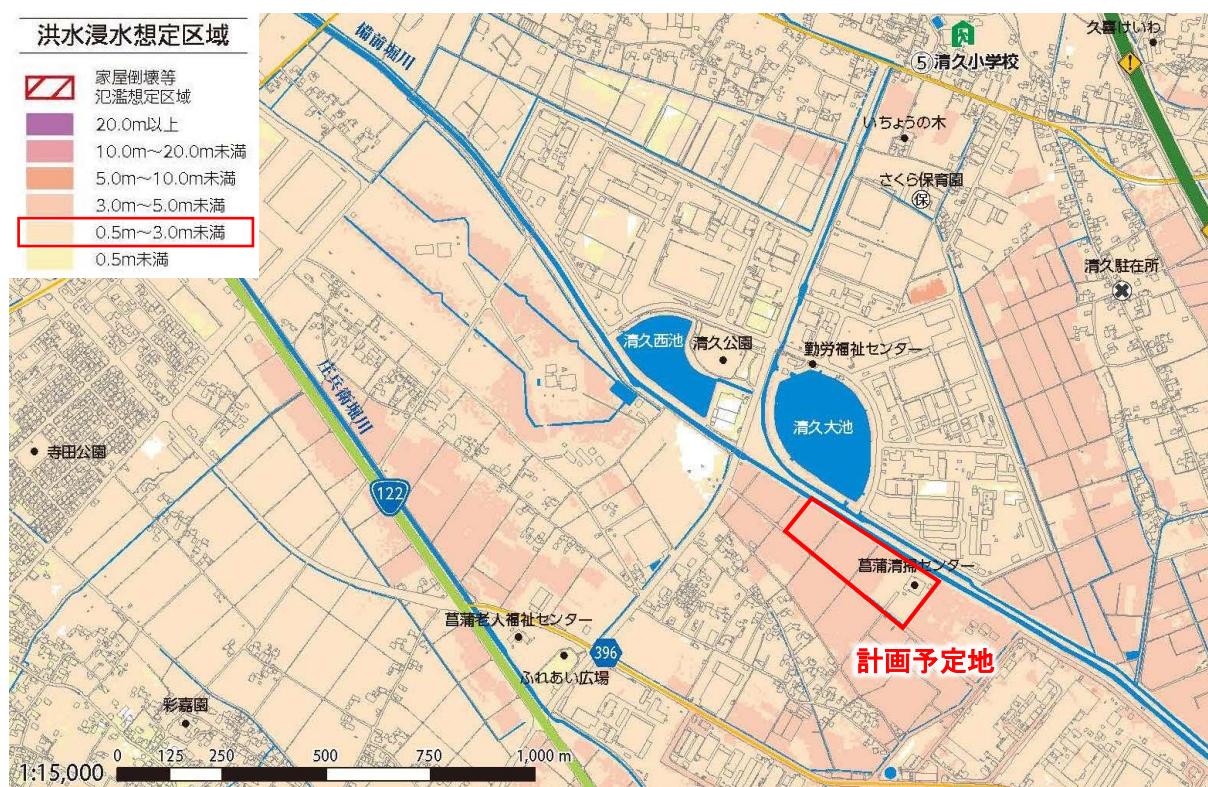 洪水浸水想定区域
家屋倒壊等
氾濫想定区域
20.0m以上
10.0m～20.0m未満
5.0m～10.0m未満
3.0m～5.0m未満
0.5m～3.0m未満
0.5m未満
備前堀川
久喜けいわ
⑤清久小学校
いちょうの木
さくら保育園
保
清久駐在所
清久西池
清久公園
勤労福祉センター
清久大池
庄兵衛堀川
寺田公園
122
菖蒲清掃センター
計画予定地
菖蒲老人福祉センター
396
ふれあい広場
彩嘉園
1:15,000
0 125 250 500 750 1,000 m